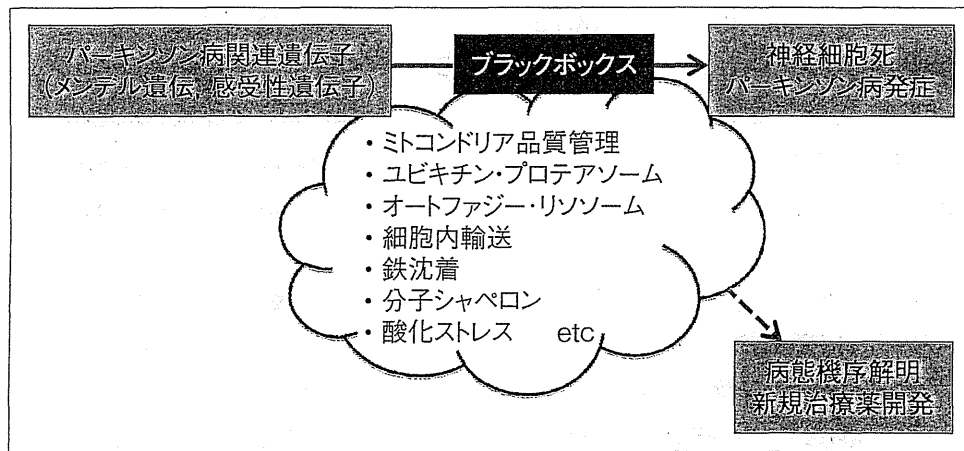 パーキンソン病関連遺伝子
(メンデル遺伝 感受性遺伝子)
ブラックボックス
神経細胞死
パーキンソン病発症
・ミトコンドリア品質管理
・ユビキチン・プロテアソーム
・オートファジー・リソソーム
・細胞内輸送
・鉄沈着
・分子シャペロン
・酸化ストレス etc
病態機序解明
新規治療薬開発